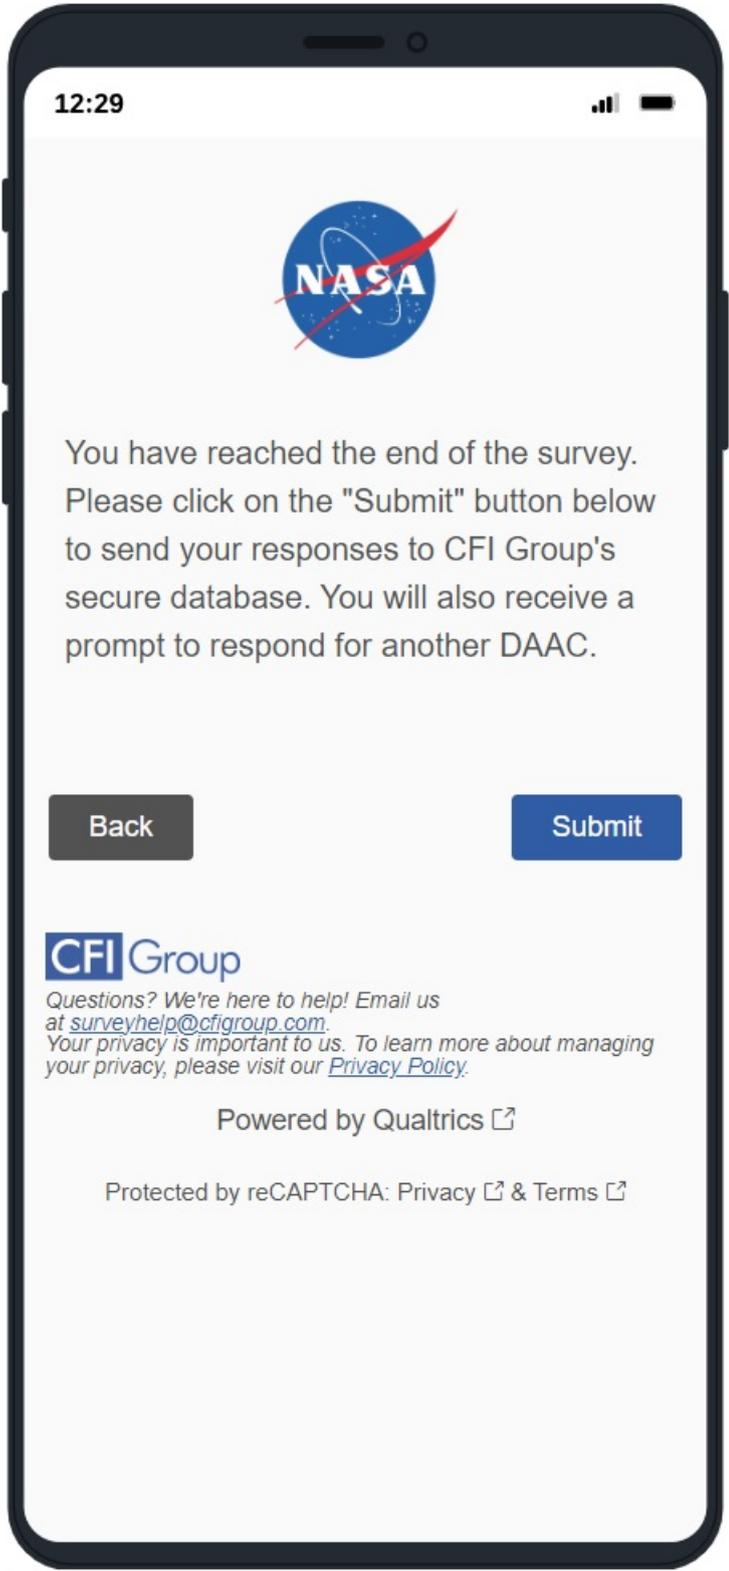 12:29
NASA
You have reached the end of the survey.
Please click on the "Submit" button below
to send your responses to CFI Group's
secure database. You will also receive a
prompt to respond for another DAAC.
Back
Submit
CFI Group
Questions? We're here to help! Email us
at surveyhelp@cfigroup.com.
Your privacy is important to us. To learn more about managing
your privacy, please visit our Privacy Policy.
Powered by Qualtrics
Protected by reCAPTCHA: Privacy & Terms